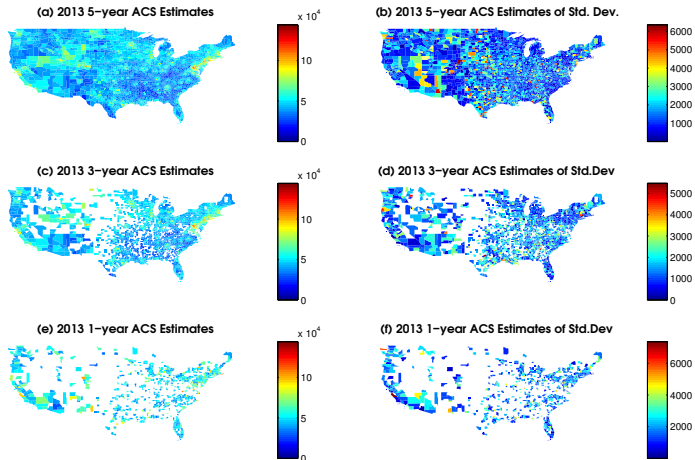 (a) 2013 5-year ACS Estimates
x 10^4
10
5
0
(b) 2013 5-year ACS Estimates of Std. Dev.
6000
5000
4000
3000
2000
1000
(c) 2013 3-year ACS Estimates
x 10^4
10
5
0
(d) 2013 3-year ACS Estimates of Std.Dev
5000
4000
3000
2000
1000
0
(e) 2013 1-year ACS Estimates
x 10^4
10
5
0
(f) 2013 1-year ACS Estimates of Std.Dev
6000
4000
2000